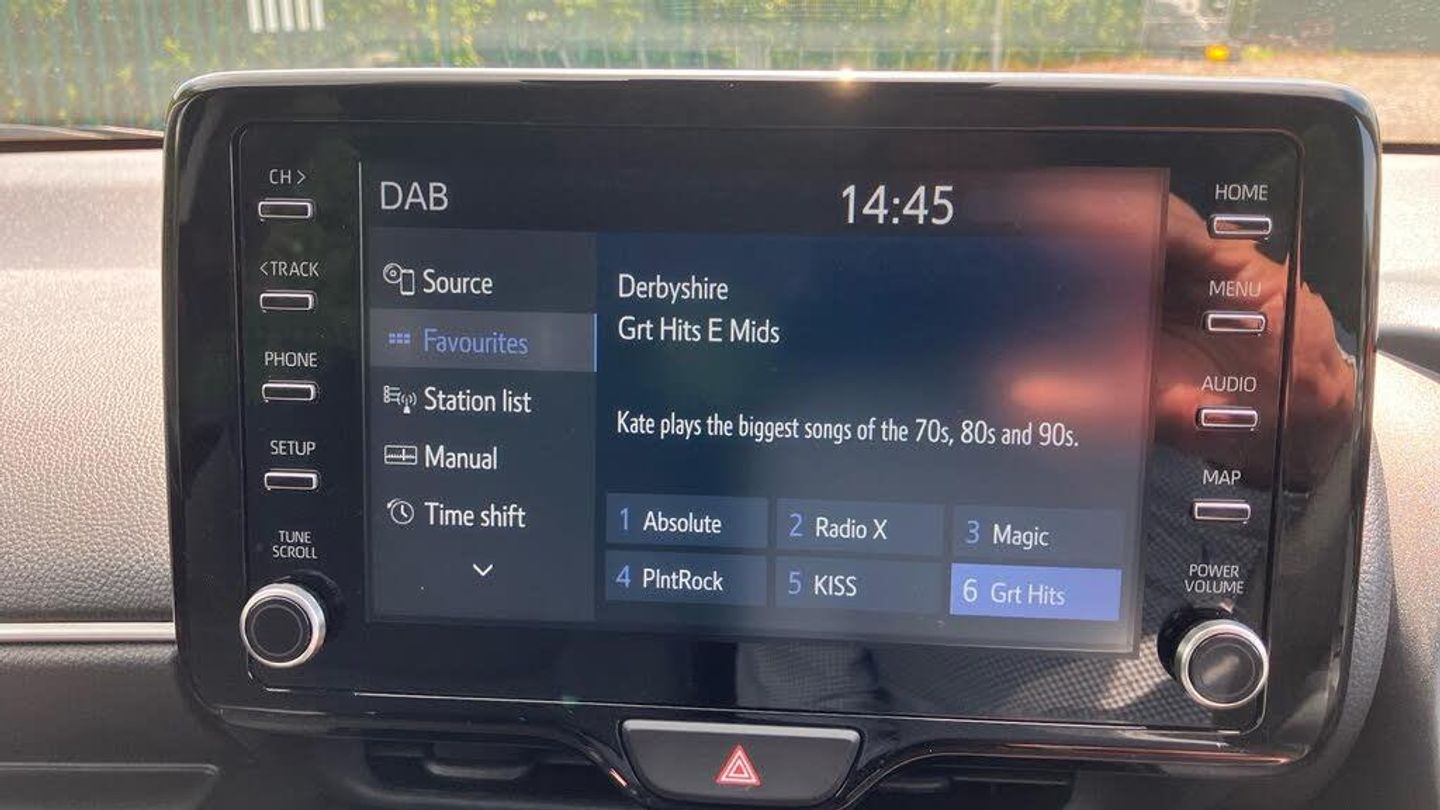 CH >
<TRACK
PHONE
SETUP
TUNE
SCROLL
DAB
14:45
Source
Favourites
Station list
Manual
Time shift
Derbyshire
Grt Hits E Mids
Kate plays the biggest songs of the 70s, 80s and 90s.
1 Absolute
2 Radio X
3 Magic
4 PlntRock
5 KISS
6 Grt Hits
HOME
MENU
AUDIO
MAP
POWER
VOLUME